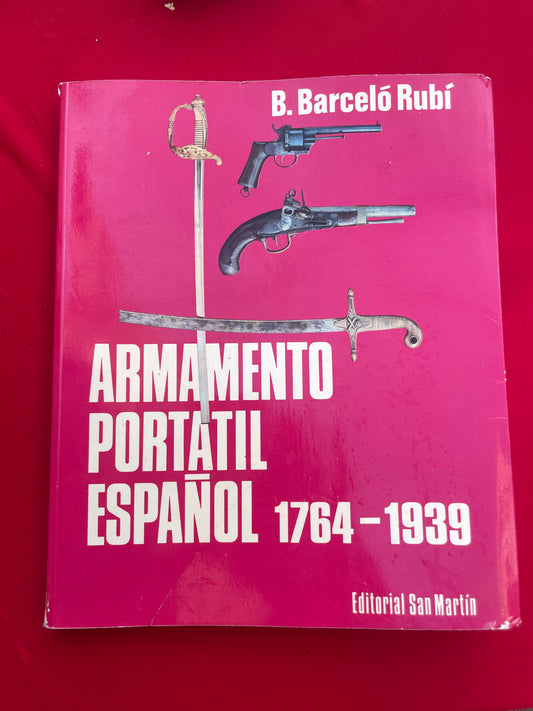 B. Barceló Rubí
ARMAMENTO
PORTATIL
ESPAÑOL 1764-1939
Editorial San Martín